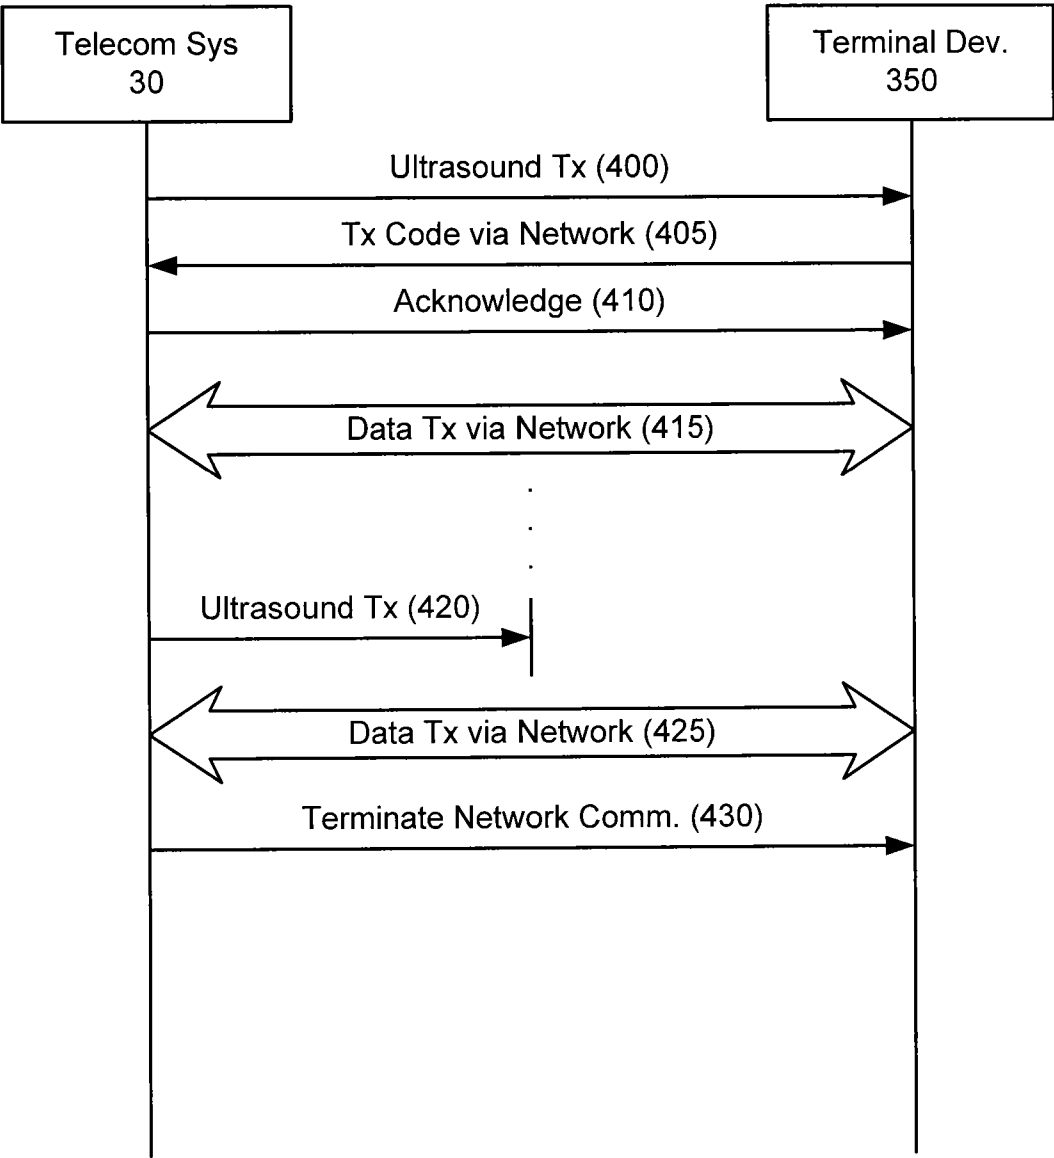 Telecom Sys
30
Terminal Dev.
350
Ultrasound Tx (400)
Tx Code via Network (405)
Acknowledge (410)
Data Tx via Network (415)
Ultrasound Tx (420)
Data Tx via Network (425)
Terminate Network Comm. (430)